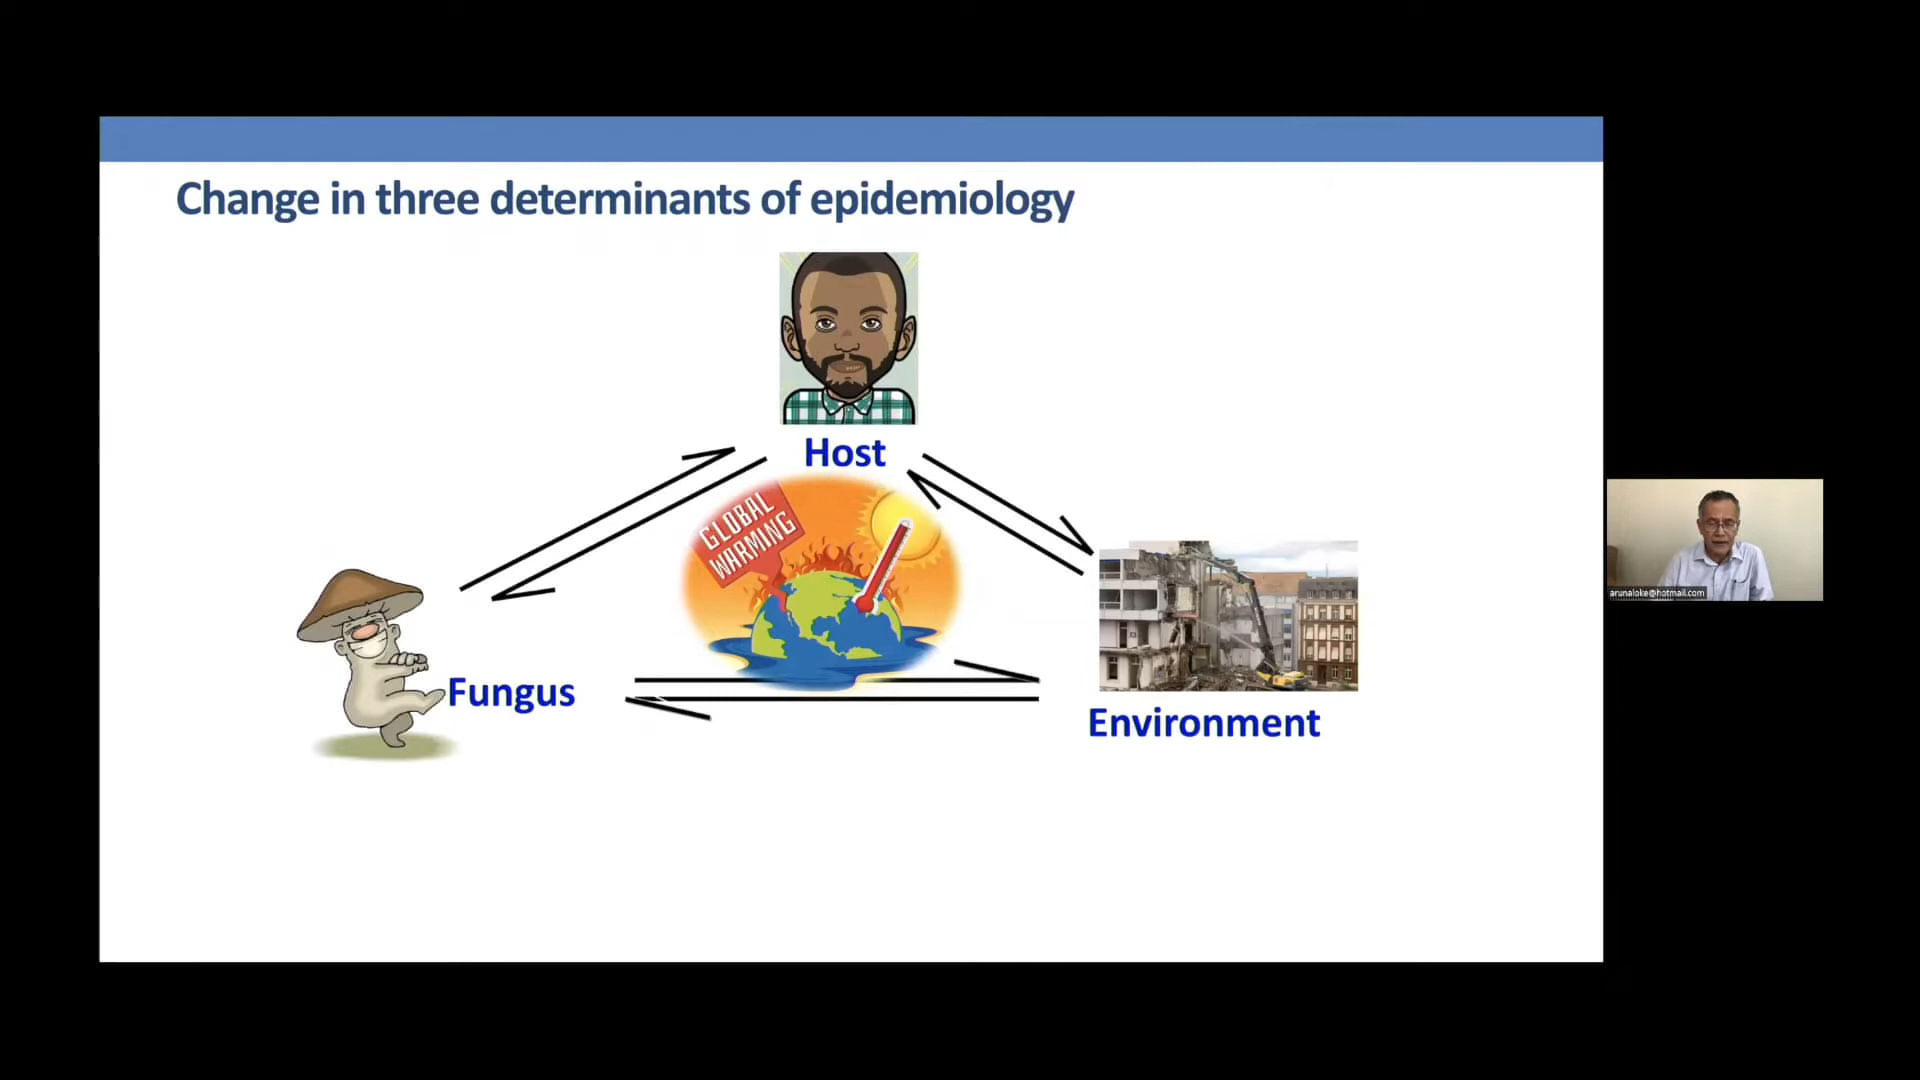 Change in three determinants of epidemiology
Host
GLOBAL
WARMING
Fungus
Environment
arunaloke@hotmail.com